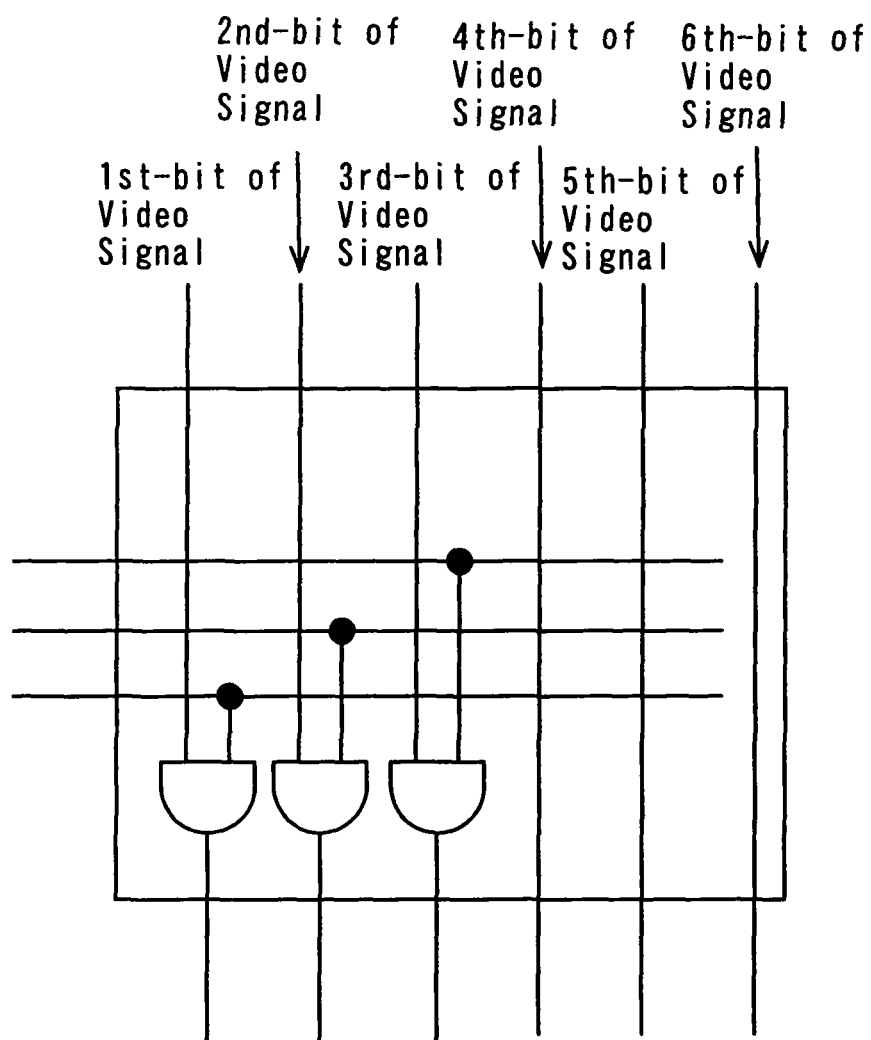 2nd-bit of
Video
Signal
4th-bit of
Video
Signal
6th-bit of
Video
Signal
1st-bit of
Video
Signal
3rd-bit of
Video
Signal
5th-bit of
Video
Signal